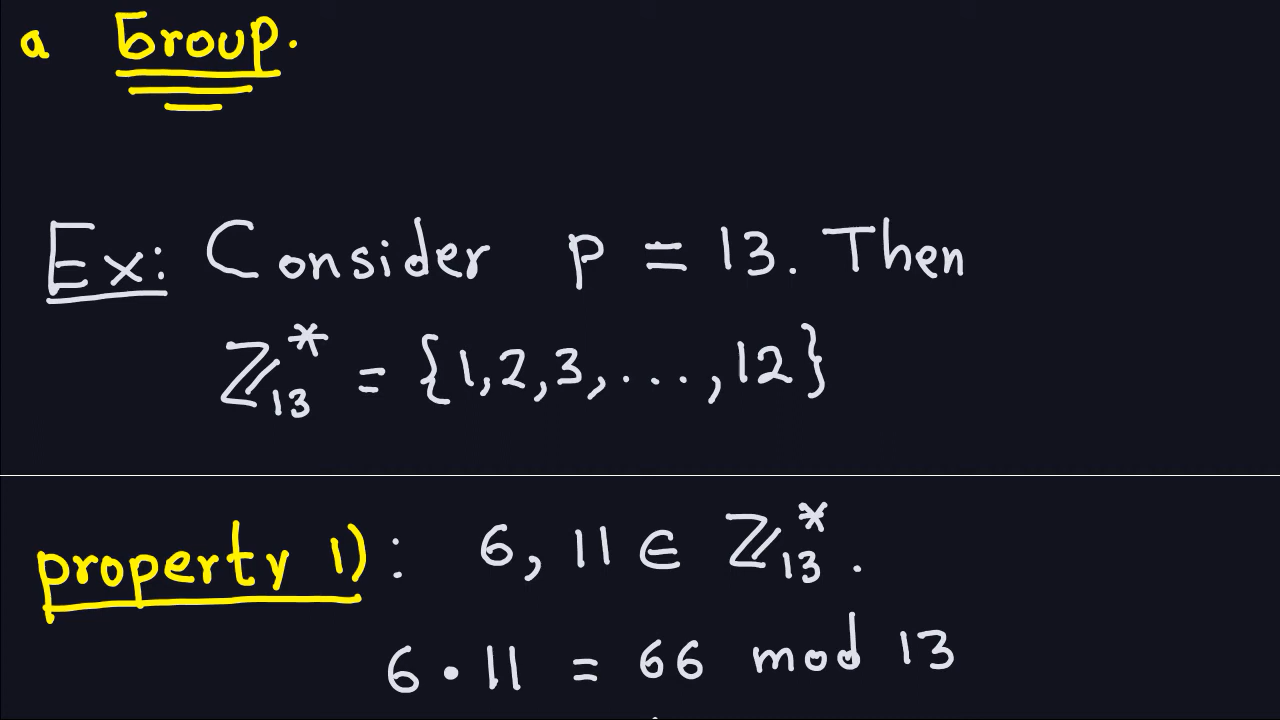 a Group.
Ex: Consider p = 13. Then
ℤ₁₃* = {1,2,3,...,12}
property 1): 6, 11 ∈ ℤ₁₃*.
6 · 11 = 66 mod 13